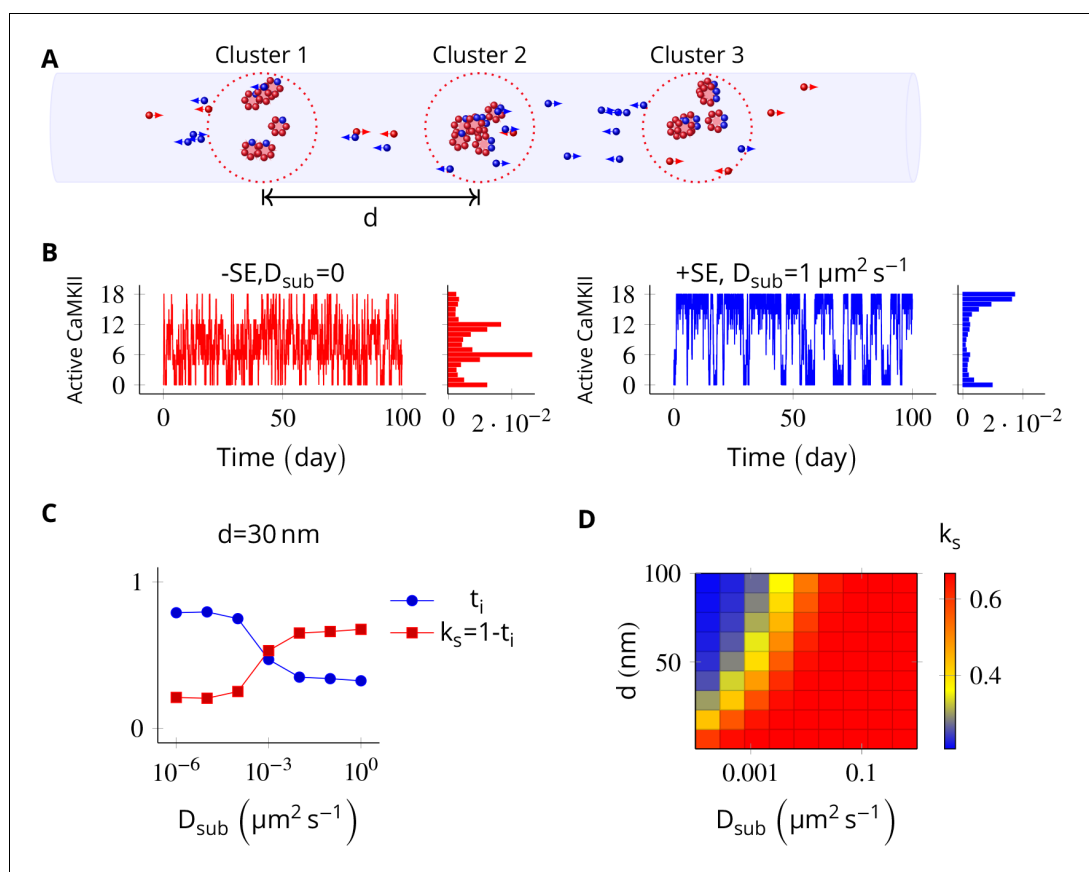 A
Cluster 1 Cluster 2 Cluster 3
d
B
-SE,D_sub=0
Active CaMKII
18
12
6
0
0 50 100
Time (day)
0 2 · 10^−2
+SE, D_sub=1 µm² s⁻¹
Active CaMKII
18
12
6
0
0 50 100
Time (day)
0 2 · 10^−2
C
d=30 nm
1
0
10^−6 10^−3 10^0
D_sub (µm² s⁻¹)
t_i
k_s=1-t_i
D
k_s
100
50
d (nm)
0.001 0.1
D_sub (µm² s⁻¹)
0.6
0.4